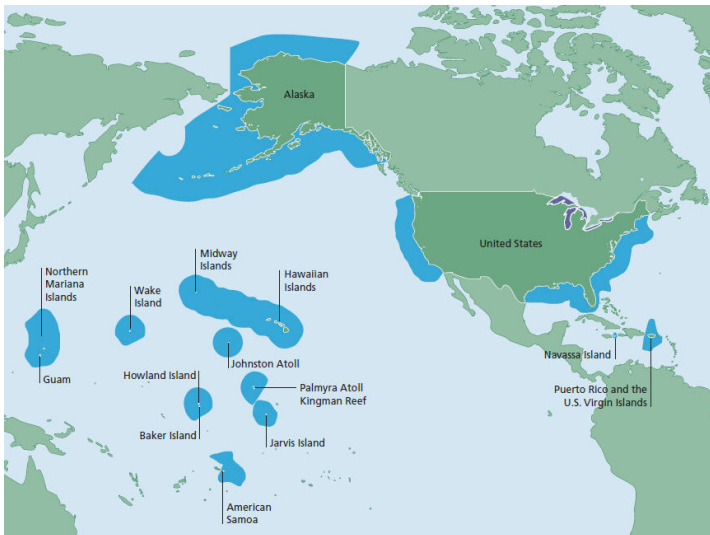 Alaska
United States
Midway
Islands
Northern
Mariana
Islands
Hawaiian
Islands
Wake
Island
Navassa Island
Johnston Atoll
Howland Island
Guam
Palmyra Atoll
Kingman Reef
Puerto Rico and the
U.S. Virgin Islands
Baker Island
Jarvis Island
American
Samoa